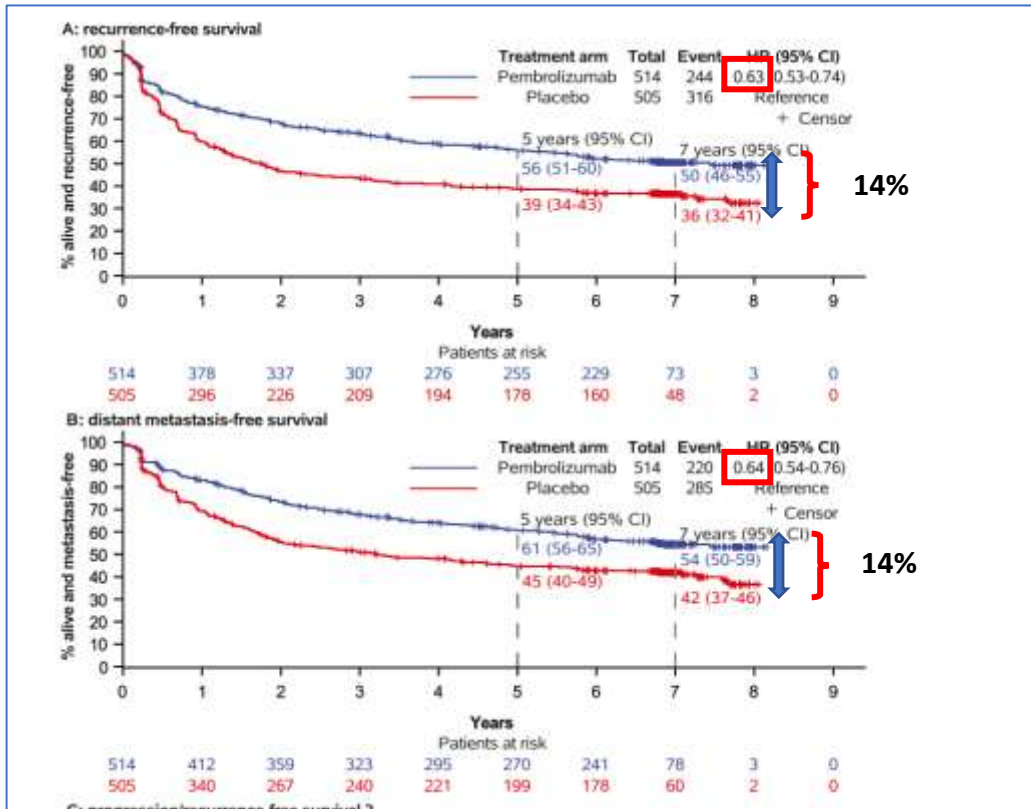 A: recurrence-free survival
Treatment arm Total Event HR (95% CI)
Pembrolizumab 514 244 0.63 (0.53-0.74)
Placebo 505 316 Reference
+ Censor
5 years (95% CI)
7 years (95% CI)
56 (51-60)
50 (46-55)
39 (34-43)
36 (32-41)
14%
% alive and recurrence-free
100
90
80
70
60
50
40
30
20
10
0
0 1 2 3 4 5 6 7 8 9
Years
Patients at risk
514 378 337 307 276 255 229 73 3 0
505 296 226 209 194 178 160 48 2 0
B: distant metastasis-free survival
Treatment arm Total Event HR (95% CI)
Pembrolizumab 514 220 0.64 (0.54-0.76)
Placebo 505 285 Reference
+ Censor
5 years (95% CI)
7 years (95% CI)
61 (56-65)
54 (50-59)
45 (40-49)
42 (37-46)
14%
% alive and metastasis-free
100
90
80
70
60
50
40
30
20
10
0
0 1 2 3 4 5 6 7 8 9
Years
Patients at risk
514 412 359 323 295 270 241 78 3 0
505 340 267 240 221 199 178 60 2 0
C: progression/recurrence-free survival 2